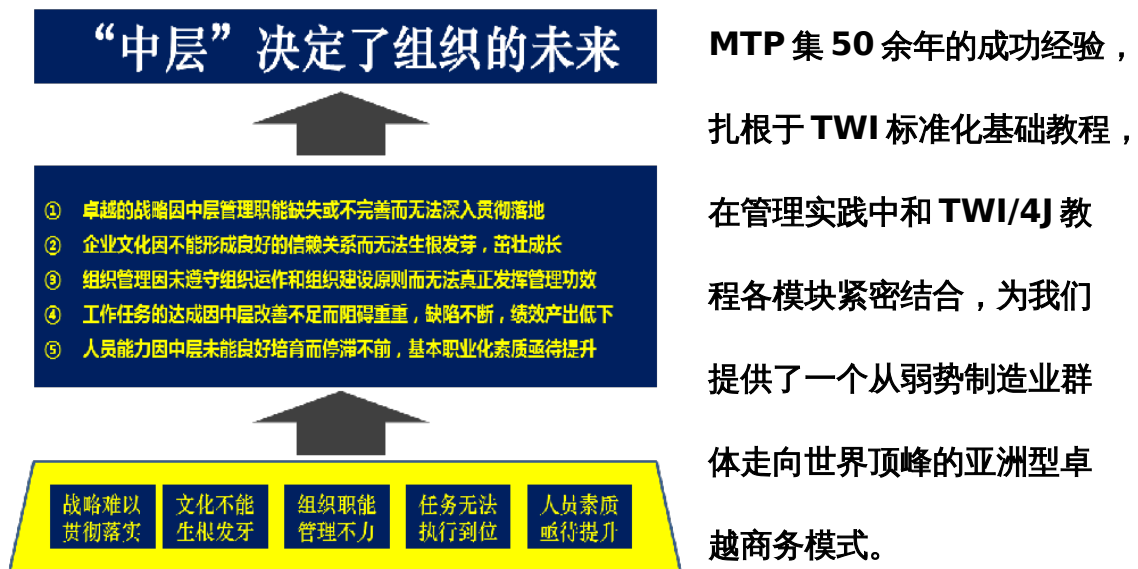 “中层”决定了组织的未来
① 卓越的战略因中层管理职能缺失或不完善而无法深入贯彻落地
② 企业文化因不能形成良好的信赖关系而无法生根发芽，茁壮成长
③ 组织管理因未遵守组织运作和组织建设原则而无法真正发挥管理功效
④ 工作任务的达成因中层改善不足而阻碍重重，缺陷不断，绩效产出低下
⑤ 人员能力因中层未能良好培育而停滞不前，基本职业化素质亟待提升
战略难以
贯彻落实
文化不能
生根发牙
组织职能
管理不力
任务无法
执行到位
人员素质
亟待提升
MTP 集 50 余年的成功经验，
扎根于 TWI 标准化基础教程，
在管理实践中和 TWI/4J 教
程各模块紧密结合，为我们
提供了一个从弱势制造业群
体走向世界顶峰的亚洲型卓
越商务模式。